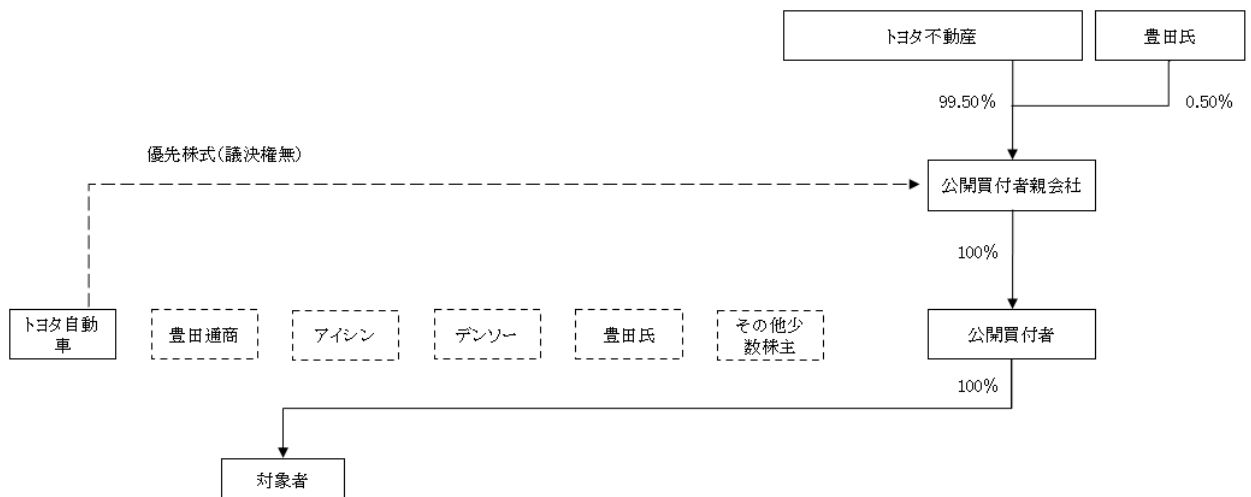 トヨタ不動産
豊田氏
99.50%
0.50%
優先株式(議決権無)
公開買付者親会社
100%
トヨタ自動
車
豊田通商
アイシン
デンソー
豊田氏
その他少
数株主
公開買付者
100%
対象者